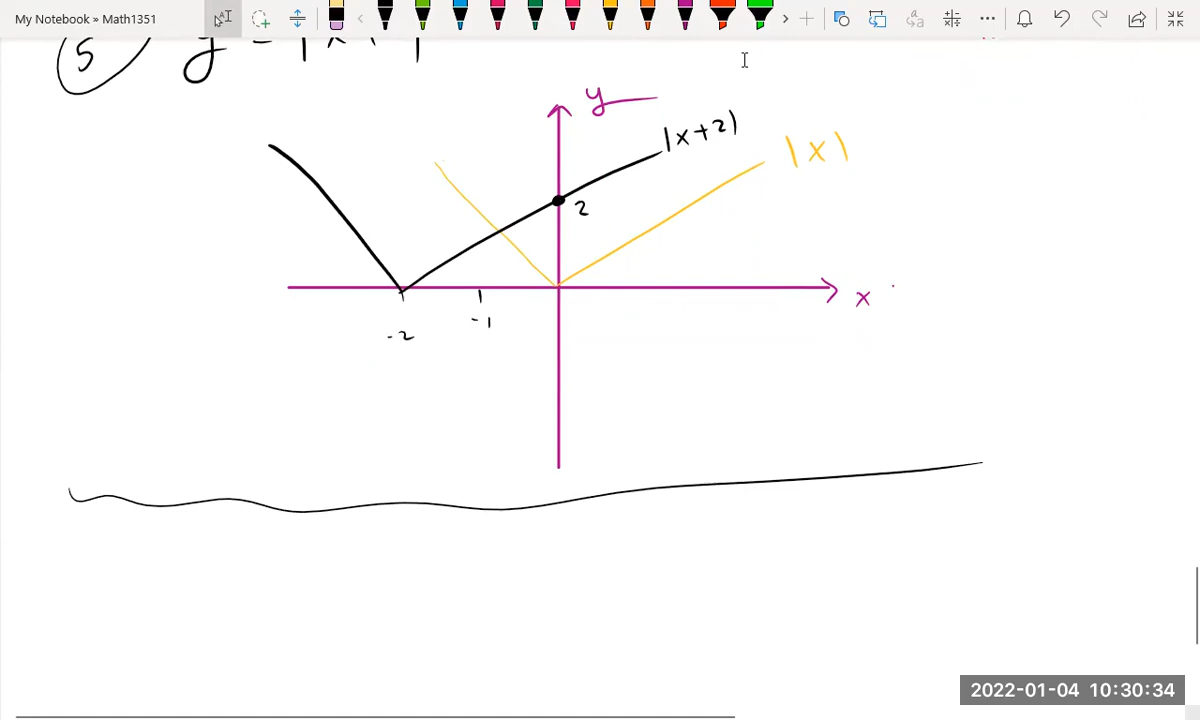 My Notebook » Math1351
5 y =
y
|x+2)
|x|
2
x
-1
-2
2022-01-04 10:30:34